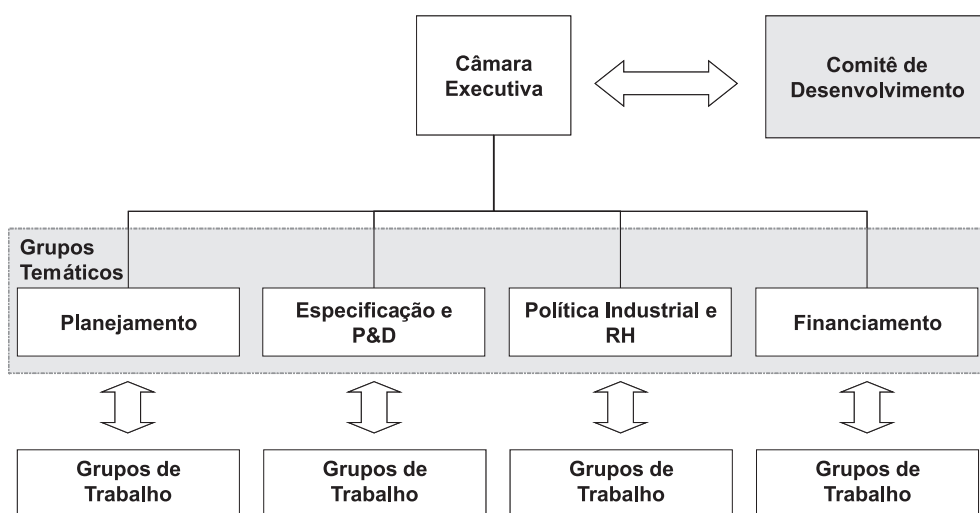 Câmara
Executiva
Comitê de
Desenvolvimento
Grupos
Temáticos
Planejamento
Especificação e
P&D
Política Industrial e
RH
Financiamento
Grupos de
Trabalho
Grupos de
Trabalho
Grupos de
Trabalho
Grupos de
Trabalho